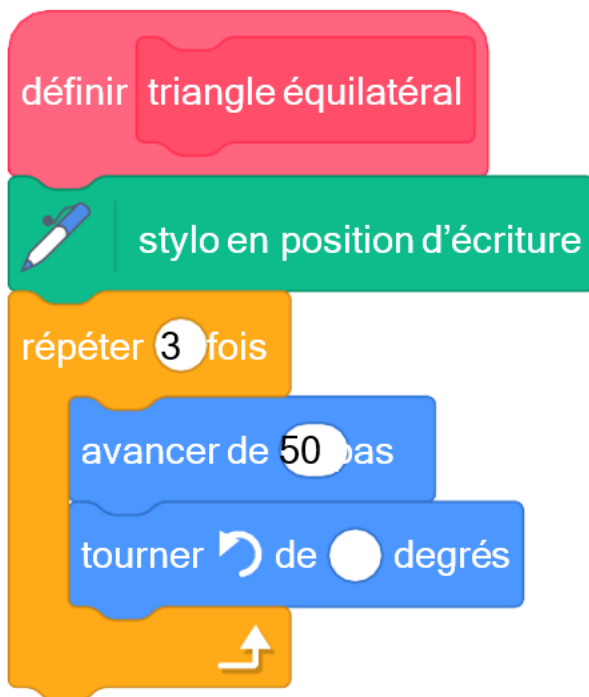 définir triangle équilatéral
stylo en position d’écriture
répéter 3 fois
avancer de 50 pas
tourner de degrés